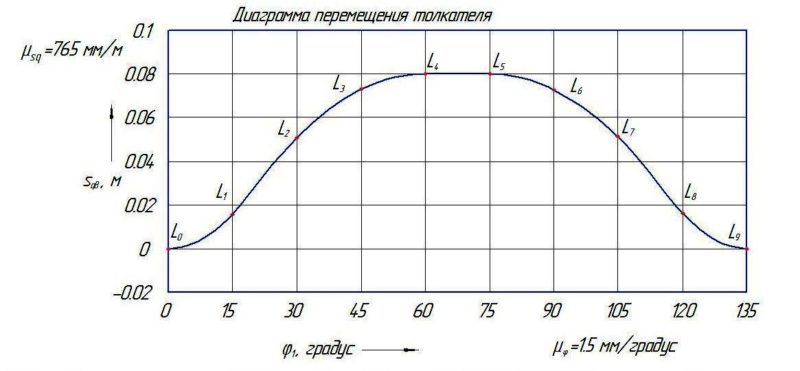 Диаграмма перемещения толкателя
μsq=765 мм/м
0.1
0.08
0.06
0.04
0.02
0
−0.02
sqB, м
L0
L1
L2
L3
L4
L5
L6
L7
L8
L9
0 15 30 45 60 75 90 105 120 135
φ1, градус
μφ=1.5 мм/градус